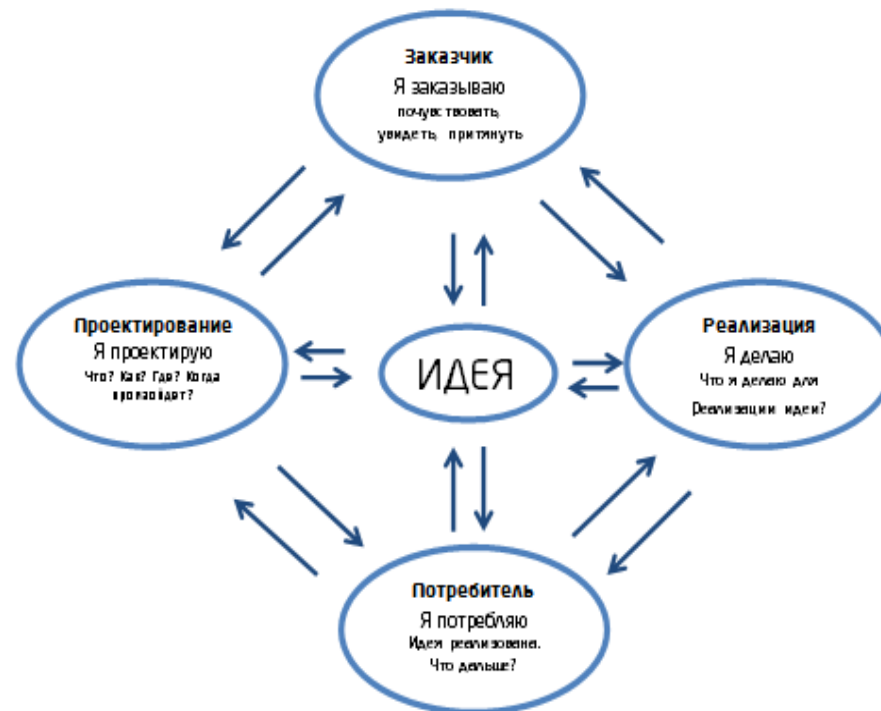 Заказчик
Я заказываю
почувствовать,
увидеть, притянуть
Проектирование
Я проектирую
Что? Как? Где? Когда
произойдет?
ИДЕЯ
Реализация
Я делаю
Что я делаю для
Реализации идеи?
Потребитель
Я потребляю
Идея реализована.
Что дальше?